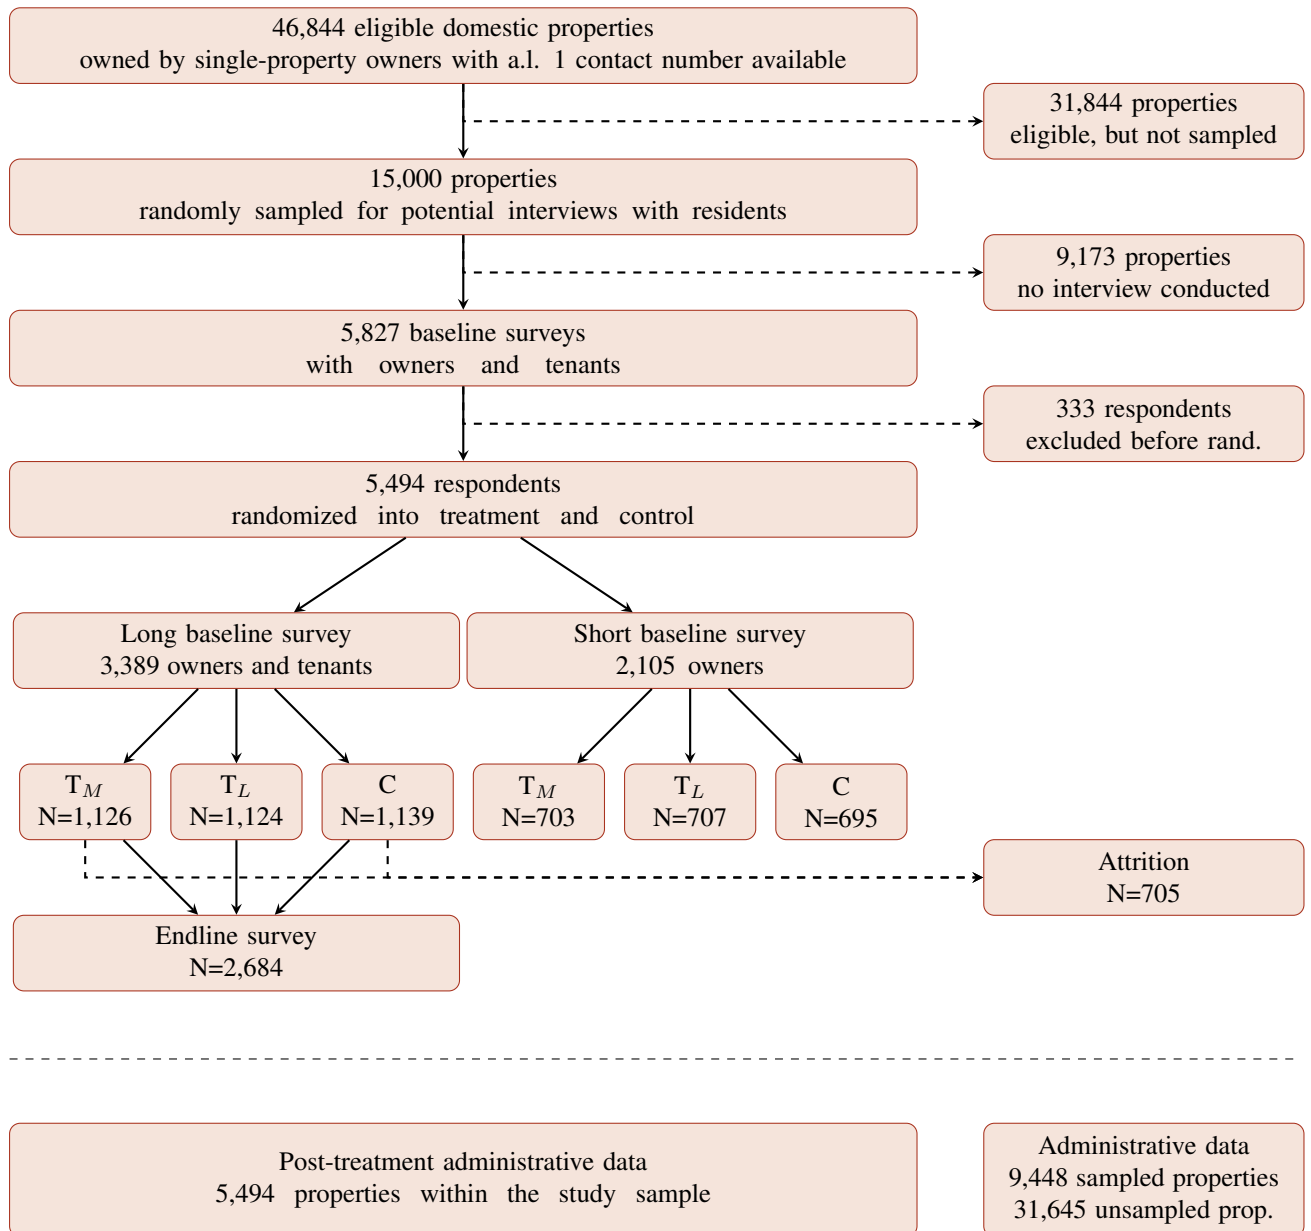 46,844 eligible domestic properties
owned by single-property owners with a.l. 1 contact number available
31,844 properties
eligible, but not sampled
15,000 properties
randomly sampled for potential interviews with residents
9,173 properties
no interview conducted
5,827 baseline surveys
with owners and tenants
333 respondents
excluded before rand.
5,494 respondents
randomized into treatment and control
Long baseline survey
3,389 owners and tenants
Short baseline survey
2,105 owners
T_M
N=1,126
T_L
N=1,124
C
N=1,139
T_M
N=703
T_L
N=707
C
N=695
Attrition
N=705
Endline survey
N=2,684
Post-treatment administrative data
5,494 properties within the study sample
Administrative data
9,448 sampled properties
31,645 unsampled prop.